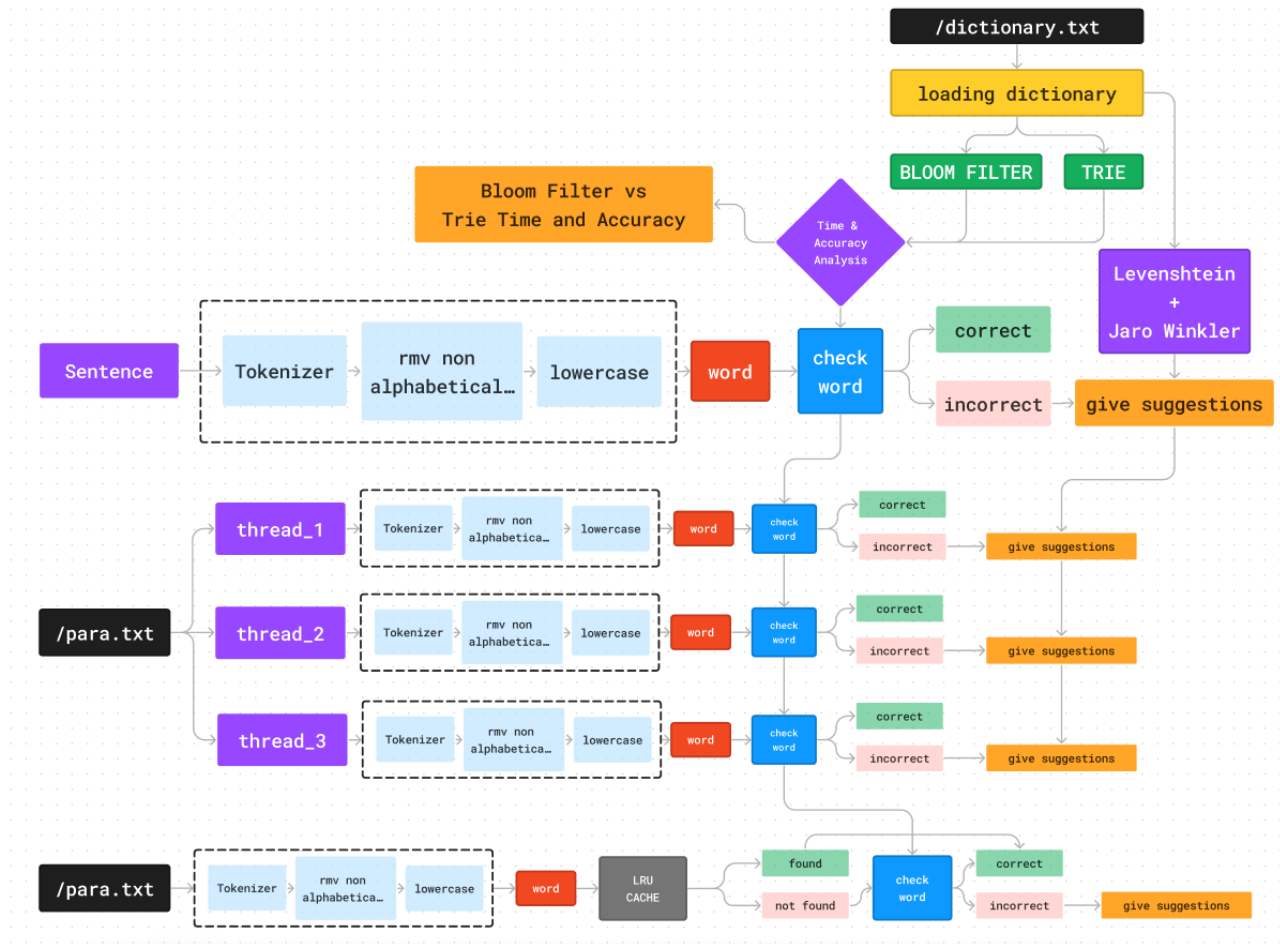 /dictionary.txt
loading dictionary
BLOOM FILTER
TRIE
Bloom Filter vs
Trie Time and Accuracy
Time &
Accuracy
Analysis
Levenshtein
+
Jaro Winkler
Sentence
Tokenizer
rmv non
alphabetical…
lowercase
word
check
word
correct
incorrect
give suggestions
thread_1
Tokenizer
rmv non
alphabetica…
lowercase
word
check
word
correct
incorrect
give suggestions
/para.txt
thread_2
Tokenizer
rmv non
alphabetica…
lowercase
word
check
word
correct
incorrect
give suggestions
thread_3
Tokenizer
rmv non
alphabetica…
lowercase
word
check
word
correct
incorrect
give suggestions
/para.txt
Tokenizer
rmv non
alphabetica…
lowercase
word
LRU
CACHE
found
not found
check
word
correct
incorrect
give suggestions